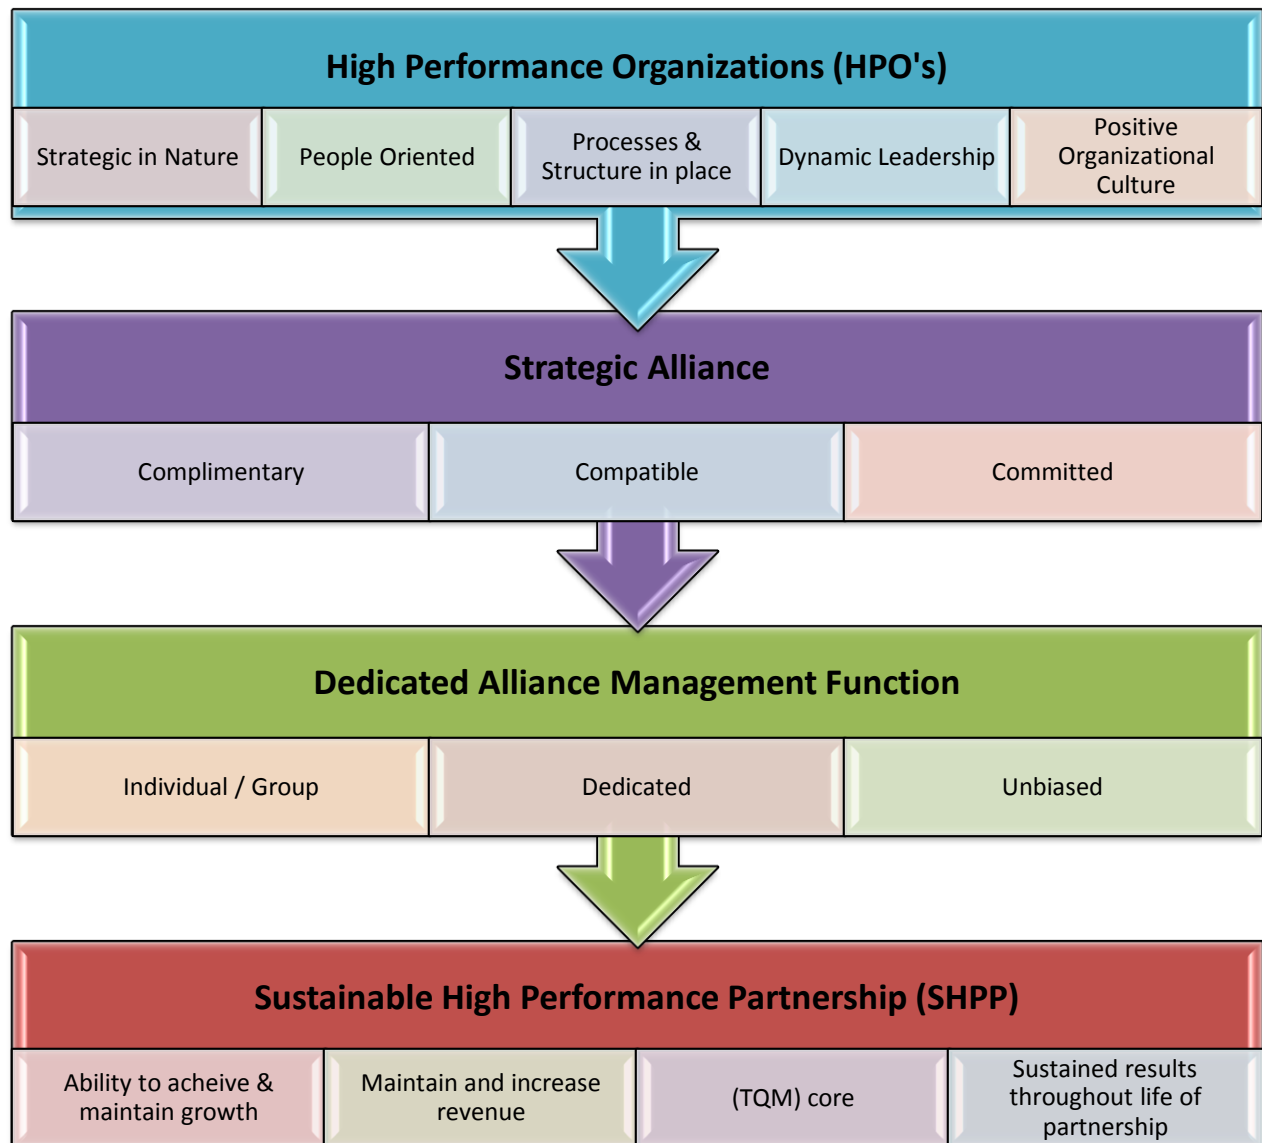 High Performance Organizations (HPO's)
Strategic in Nature
People Oriented
Processes &
Structure in place
Dynamic Leadership
Positive
Organizational
Culture
Strategic Alliance
Complimentary
Compatible
Committed
Dedicated Alliance Management Function
Individual / Group
Dedicated
Unbiased
Sustainable High Performance Partnership (SHPP)
Ability to acheive &
maintain growth
Maintain and increase
revenue
(TQM) core
Sustained results
throughout life of
partnership